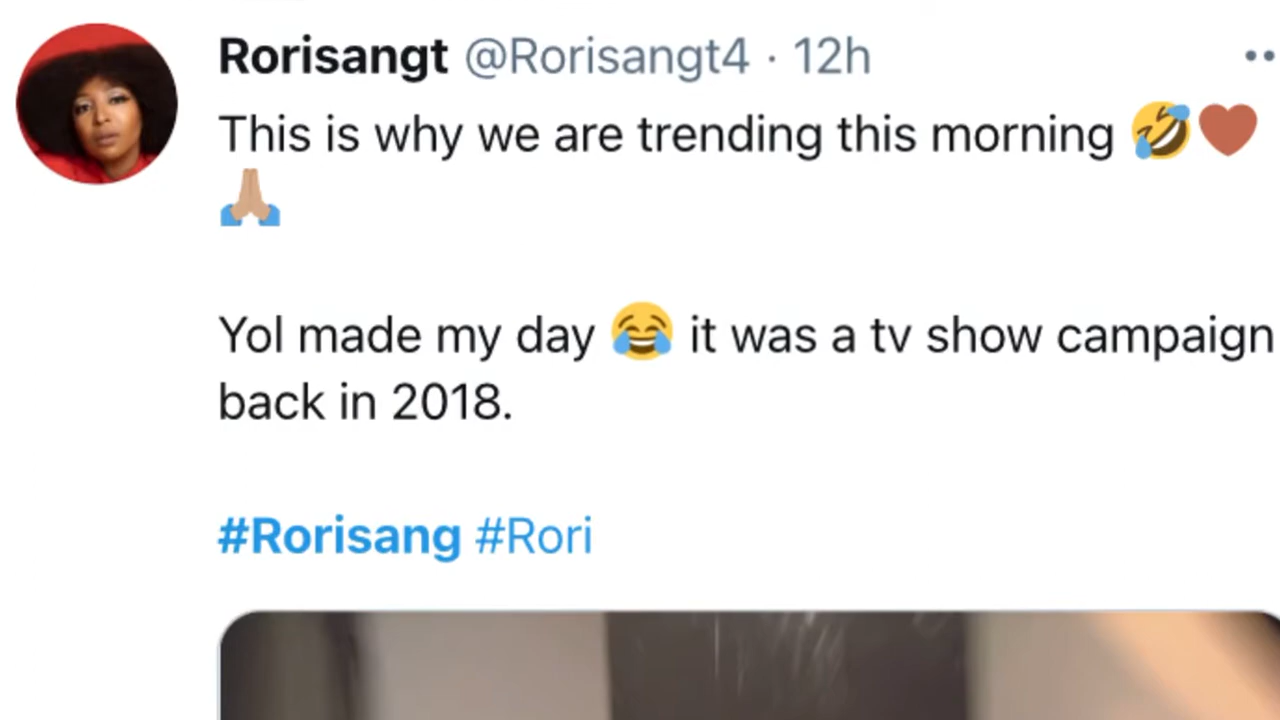 Rorisangt @Rorisangt4 · 12h
This is why we are trending this morning 🤣♥️
🙏🏽
Yol made my day 😂 it was a tv show campaign
back in 2018.
#Rorisang #Rori